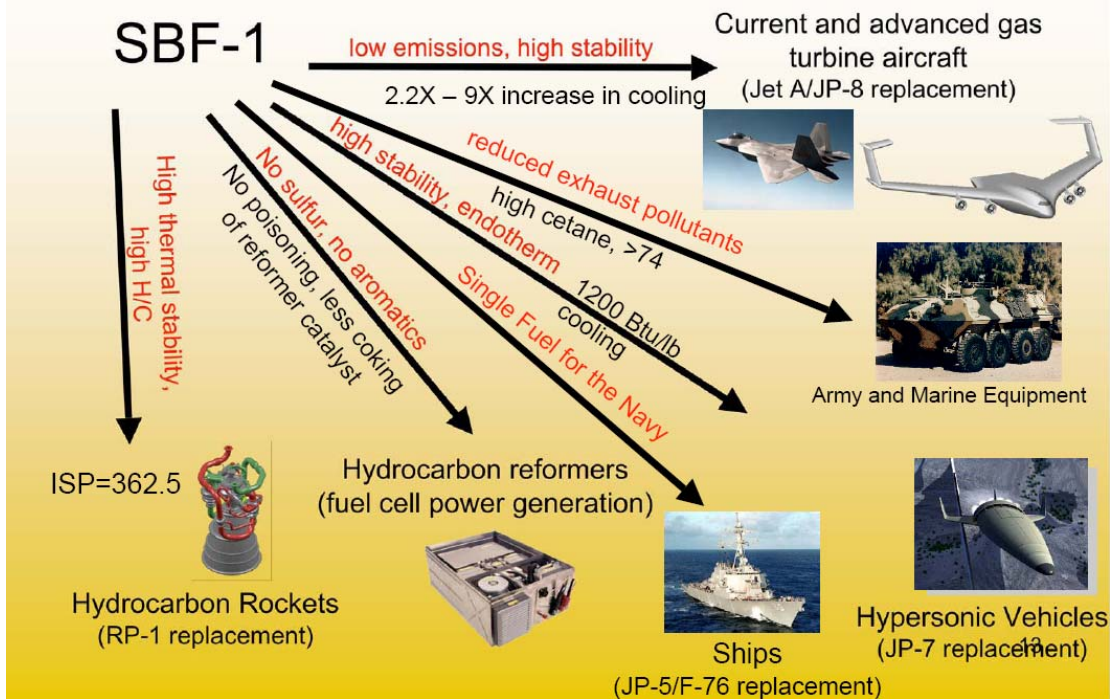 SBF-1
low emissions, high stability
2.2X – 9X increase in cooling
Current and advanced gas
turbine aircraft
(Jet A/JP-8 replacement)
reduced exhaust pollutants
high cetane, >74
Army and Marine Equipment
high stability, endotherm
1200 Btu/lb
cooling
Hypersonic Vehicles
(JP-7 replacement)
13
Single Fuel for the Navy
Ships
(JP-5/F-76 replacement)
No sulfur, no aromatics
No poisoning, less coking
of reformer catalyst
Hydrocarbon reformers
(fuel cell power generation)
High thermal stability,
high H/C
ISP=362.5
Hydrocarbon Rockets
(RP-1 replacement)